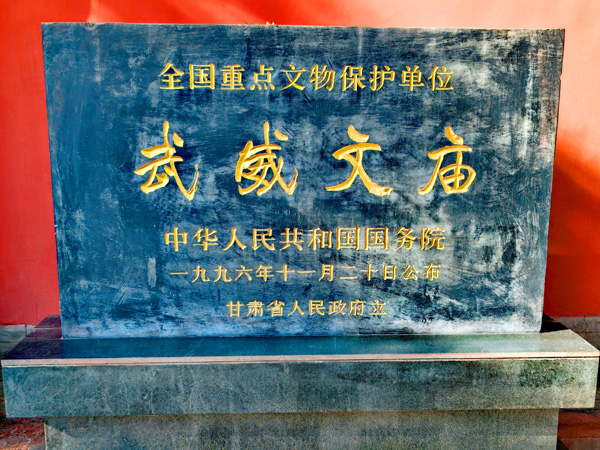 全国重点文物保护单位
武威文庙
中华人民共和国国务院
一九九六年十一月二十日公布
甘肃省人民政府立